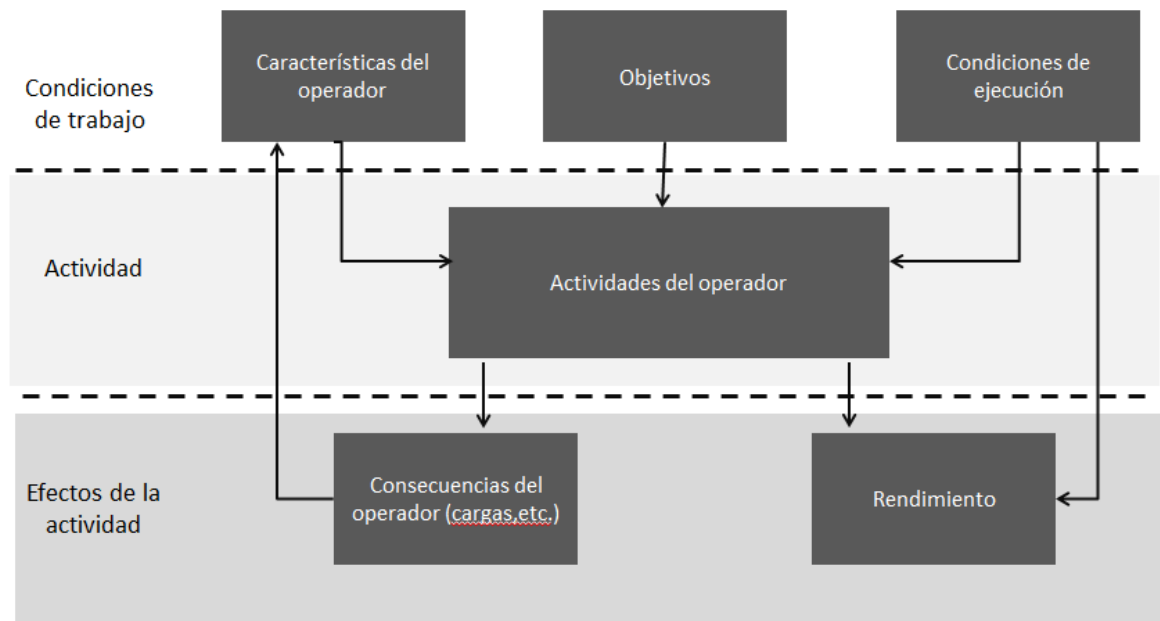 Condiciones
de trabajo
Características del
operador
Objetivos
Condiciones de
ejecución
Actividad
Actividades del operador
Efectos de la
actividad
Consecuencias del
operador (cargas,etc.)
Rendimiento